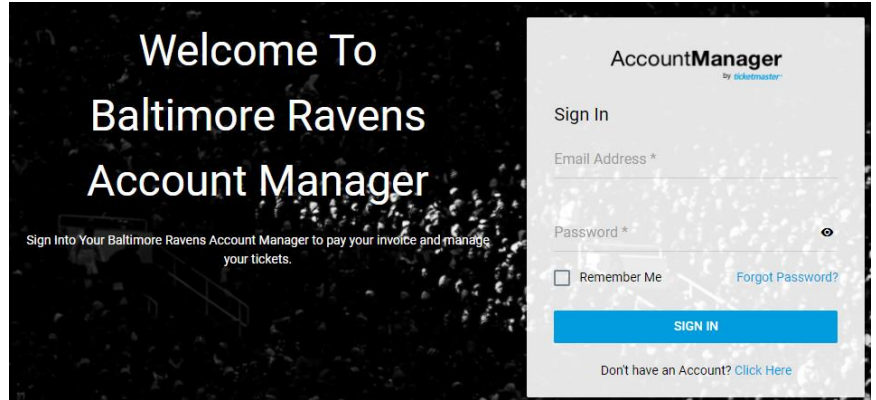 Welcome To
Baltimore Ravens
Account Manager
Sign Into Your Baltimore Ravens Account Manager to pay your invoice and manage
your tickets.
AccountManager
by ticketmaster
Sign In
Email Address *
Password *
Remember Me Forgot Password?
SIGN IN
Don't have an Account? Click Here